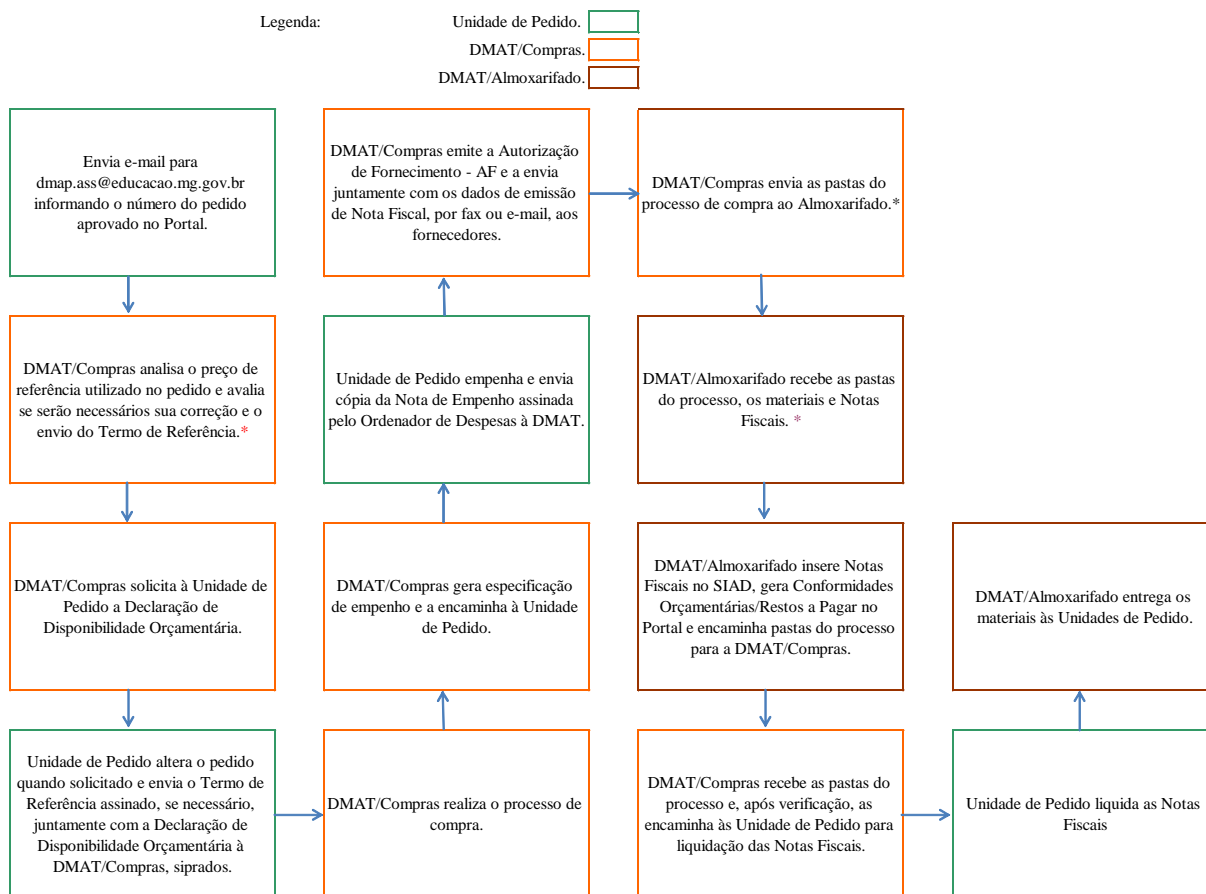 Legenda:
Unidade de Pedido.
DMAT/Compras.
DMAT/Almoxarifado.
Envia e-mail para
dmap.ass@educacao.mg.gov.br
informando o número do pedido
aprovado no Portal.
DMAT/Compras analisa o preço de
referência utilizado no pedido e avalia
se serão necessários sua correção e o
envio do Termo de Referência.*
DMAT/Compras solicita à Unidade de
Pedido a Declaração de
Disponibilidade Orçamentária.
Unidade de Pedido altera o pedido
quando solicitado e envia o Termo de
Referência assinado, se necessário,
juntamente com a Declaração de
Disponibilidade Orçamentária à
DMAT/Compras, siprados.
DMAT/Compras realiza o processo de
compra.
DMAT/Compras gera especificação
de empenho e a encaminha à Unidade
de Pedido.
Unidade de Pedido empenha e envia
cópia da Nota de Empenho assinada
pelo Ordenador de Despesas à DMAT.
DMAT/Compras emite a Autorização
de Fornecimento - AF e a envia
juntamente com os dados de emissão
de Nota Fiscal, por fax ou e-mail, aos
fornecedores.
DMAT/Compras envia as pastas do
processo de compra ao Almoxarifado.*
DMAT/Almoxarifado recebe as pastas
do processo, os materiais e Notas
Fiscais. *
DMAT/Almoxarifado insere Notas
Fiscais no SIAD, gera Conformidades
Orçamentárias/Restos a Pagar no
Portal e encaminha pastas do processo
para a DMAT/Compras.
DMAT/Compras recebe as pastas do
processo e, após verificação, as
encaminha às Unidade de Pedido para
liquidação das Notas Fiscais.
Unidade de Pedido liquida as Notas
Fiscais
DMAT/Almoxarifado entrega os
materiais às Unidades de Pedido.